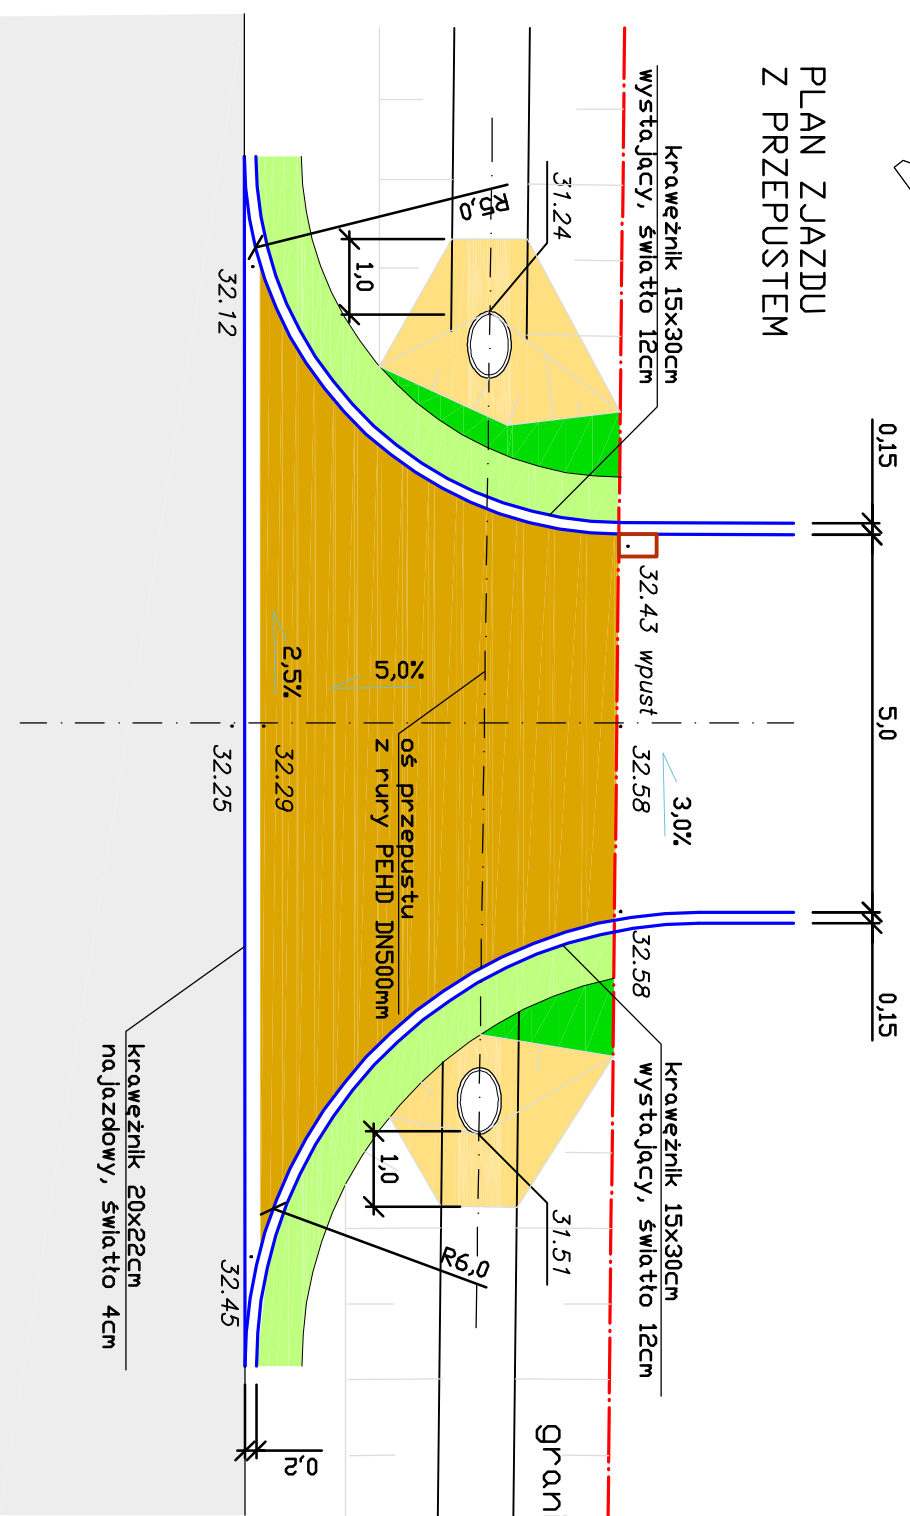 PLAN ZJAZDU
Z PRZEPUSTEM
krawężnik 15x30cm
wystający, światło 12cm
31.24
R5,0
1,0
32.12
0,15
32.43 wpust
5,0%
2,5%
5,0
32.58
3,0%
oś przepustu
z rury PEHD DN500mm
32.29
32.25
32.58
0,15
krawężnik 15x30cm
wystający, światło 12cm
krawężnik 20x22cm
najazdowy, światło 4cm
1,0
31.51
R6,0
32.45
0,2
grani